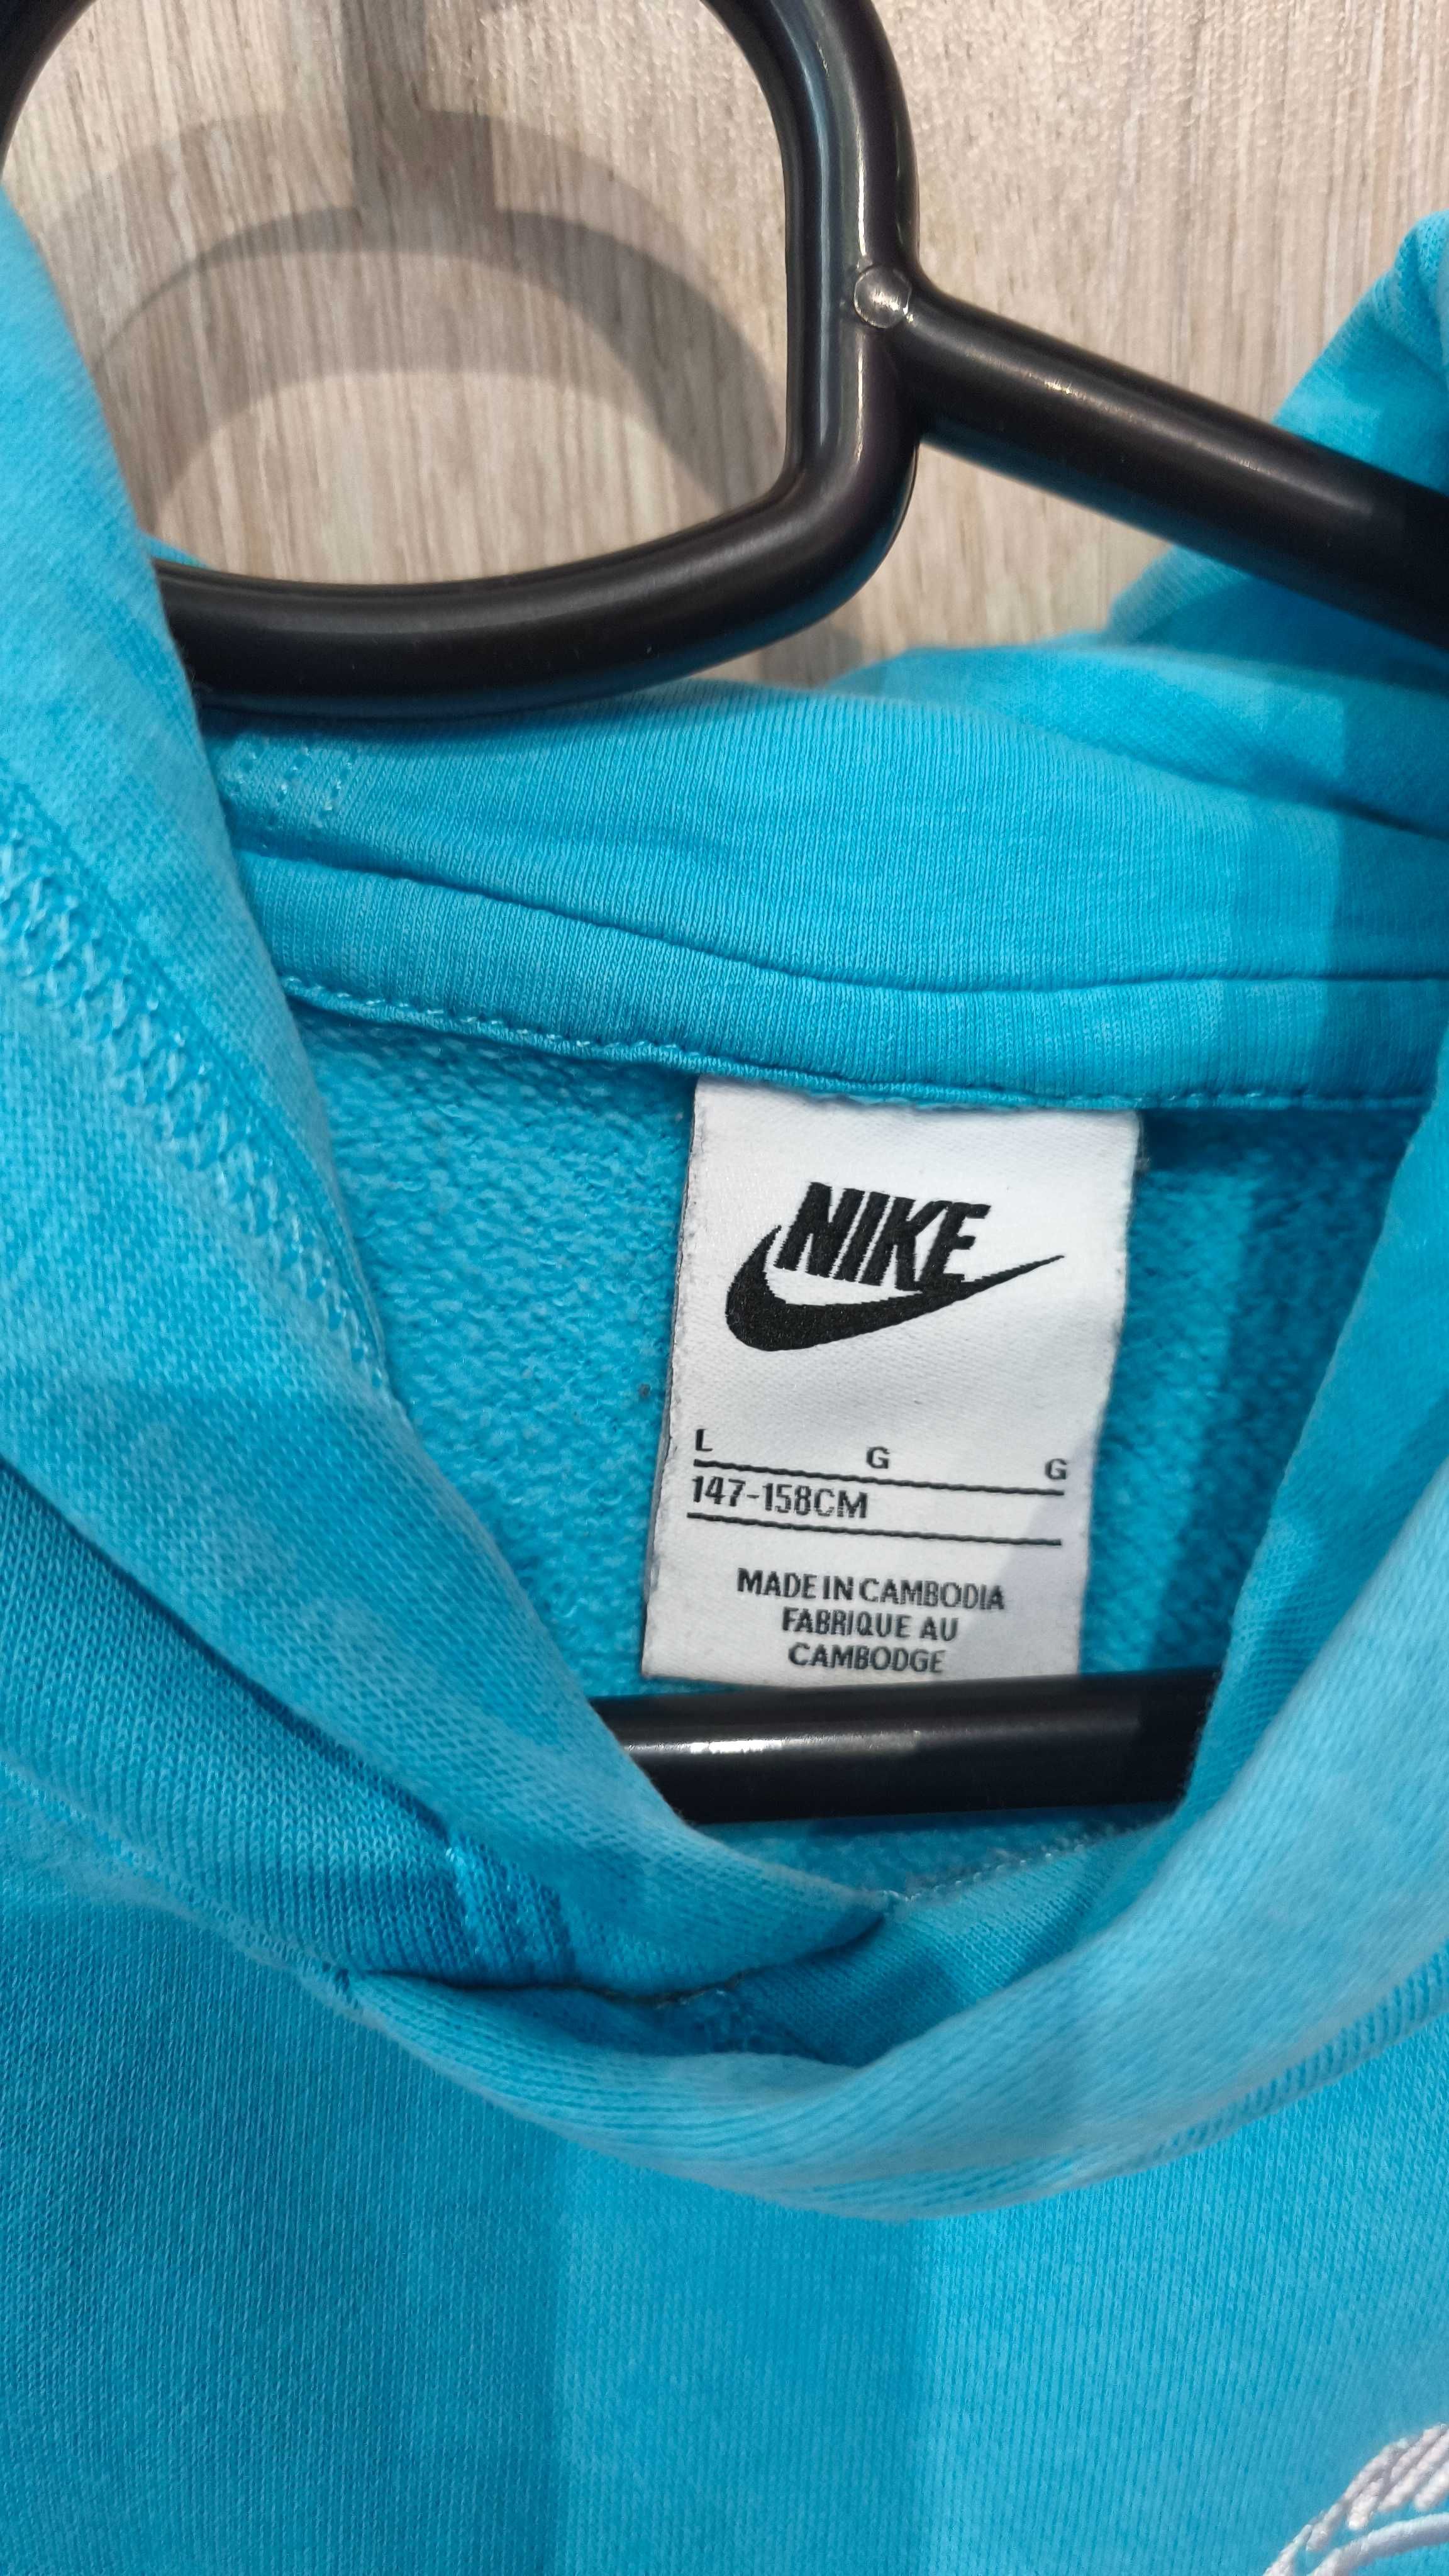 NIKE
L G G
147-158CM
MADE IN CAMBODIA
FABRIQUE AU
CAMBODGE